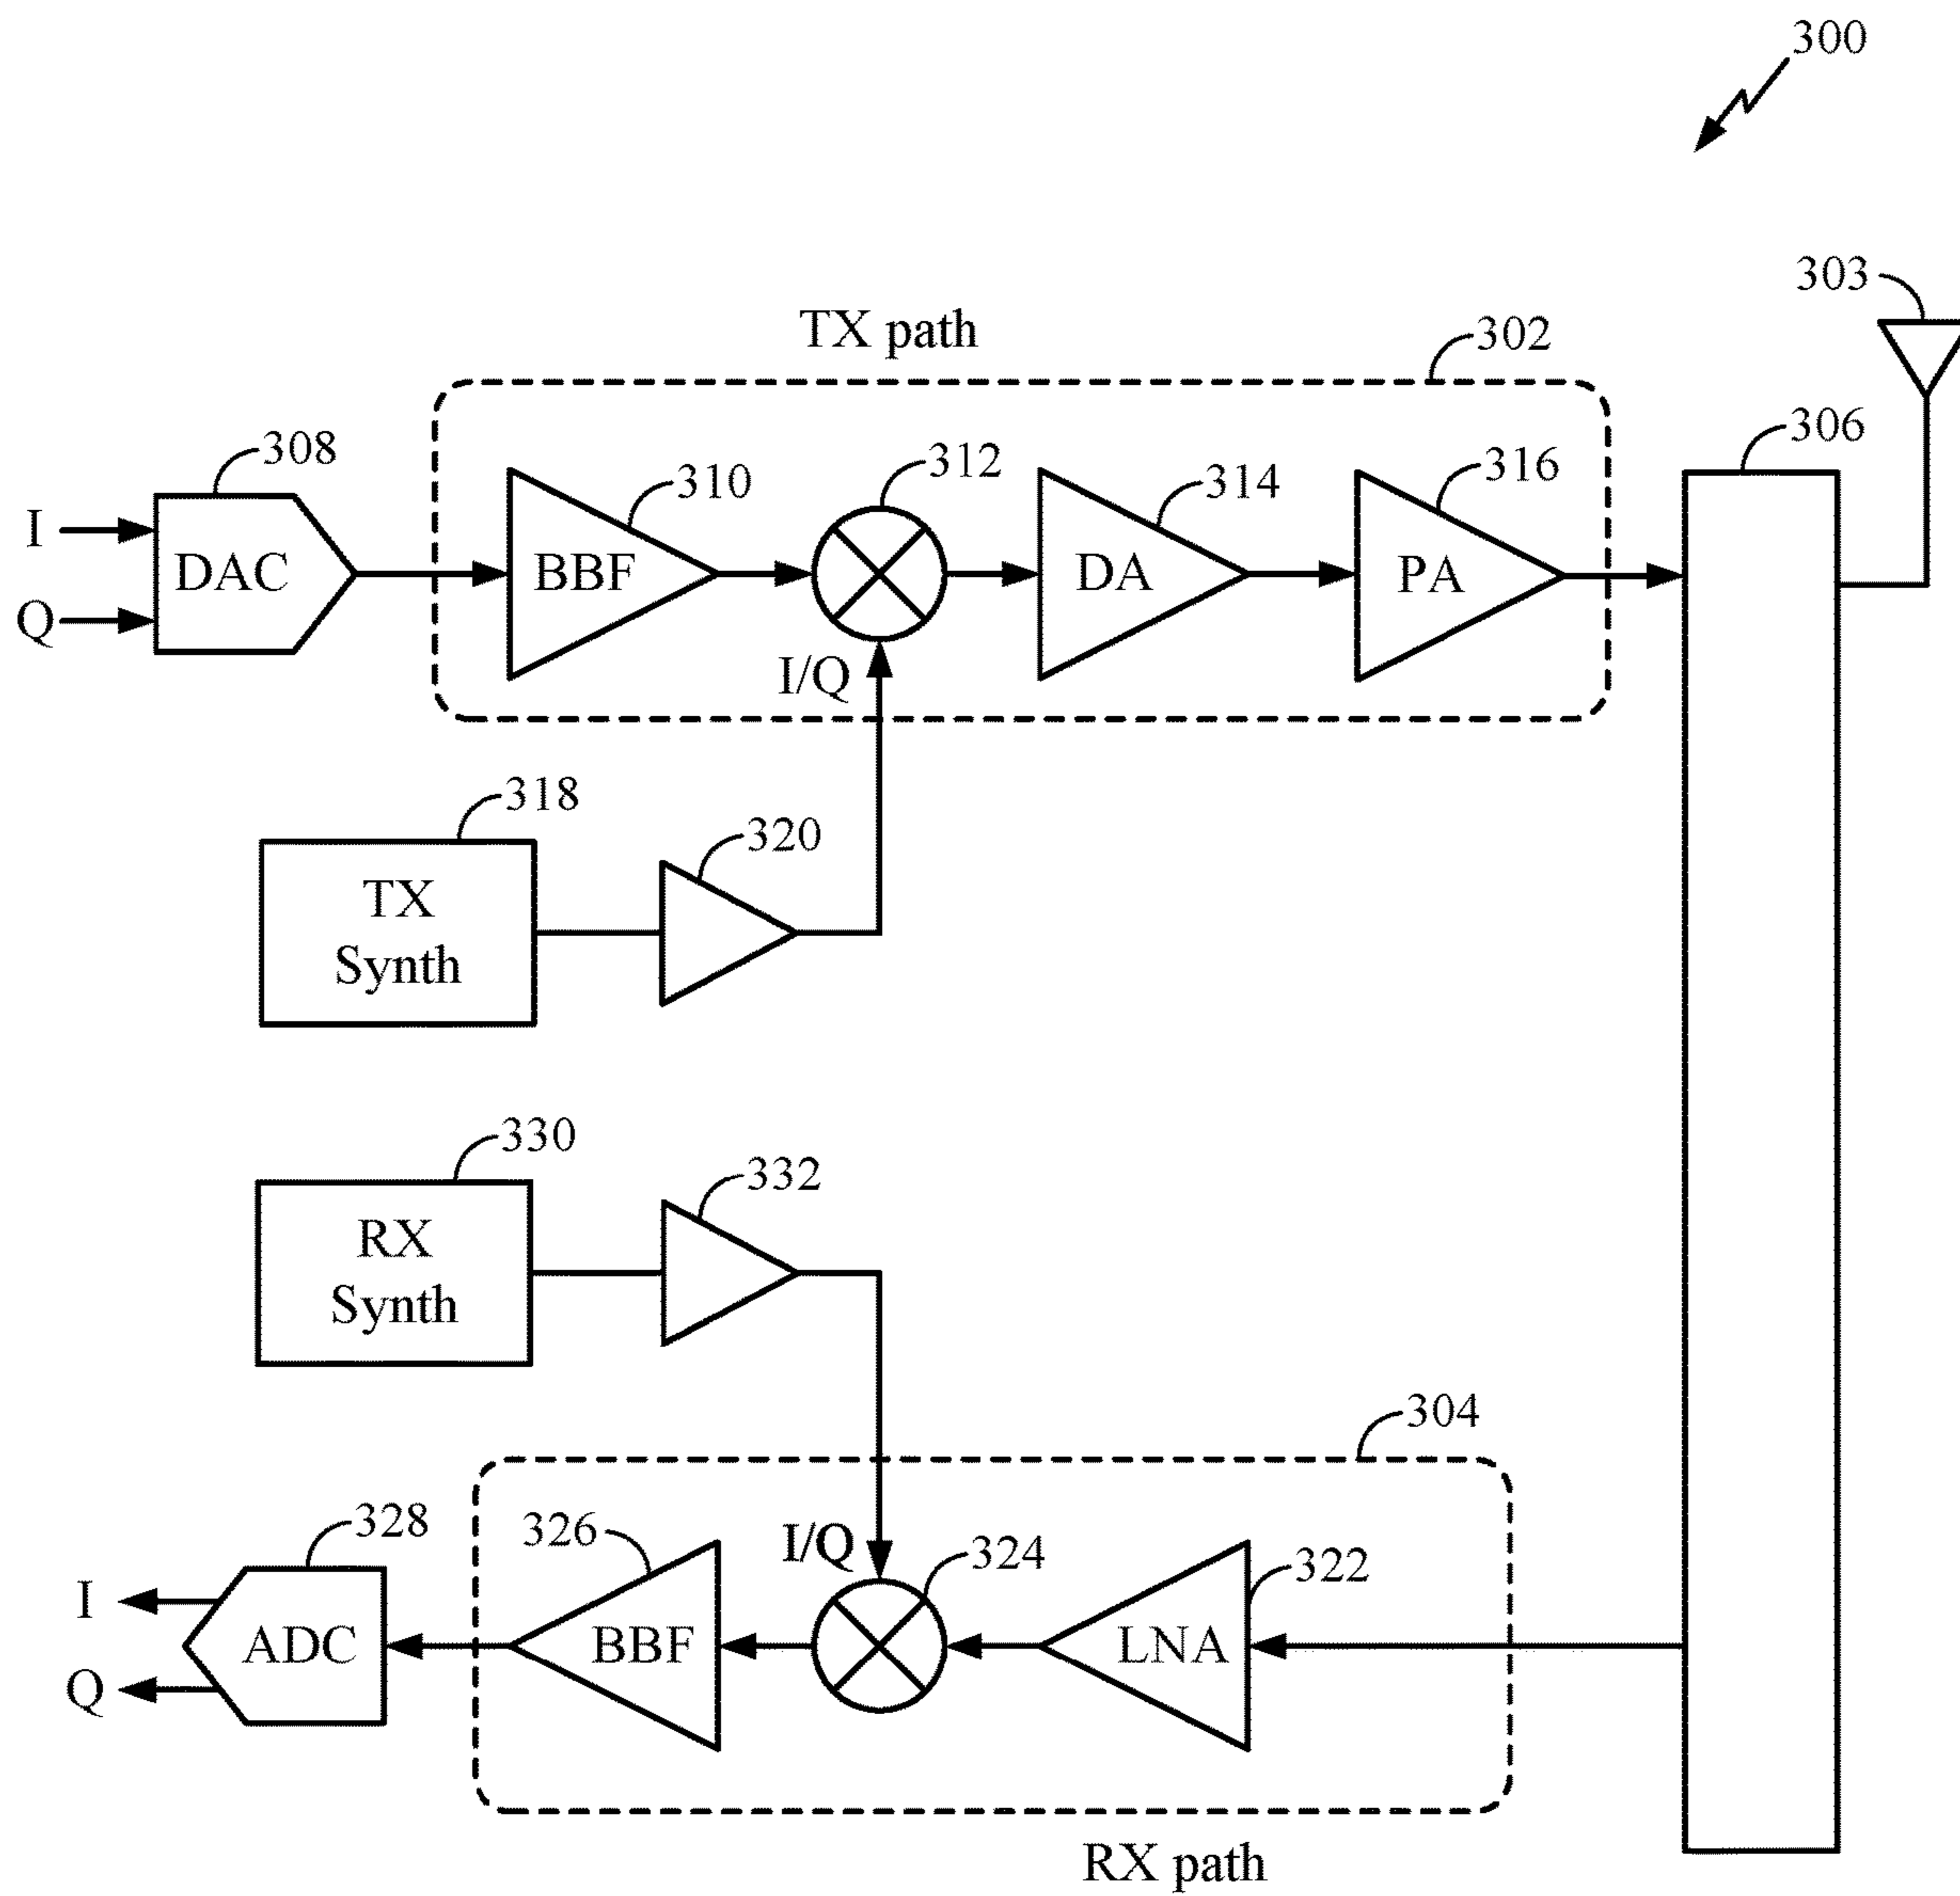 300
303
TX path
302
306
308
310
312
314
316
I
DAC
BBF
DA
PA
Q
I/Q
318
320
TX
Synth
330
332
RX
Synth
304
328
326
I/Q
324
322
I
ADC
BBF
LNA
Q
RX path